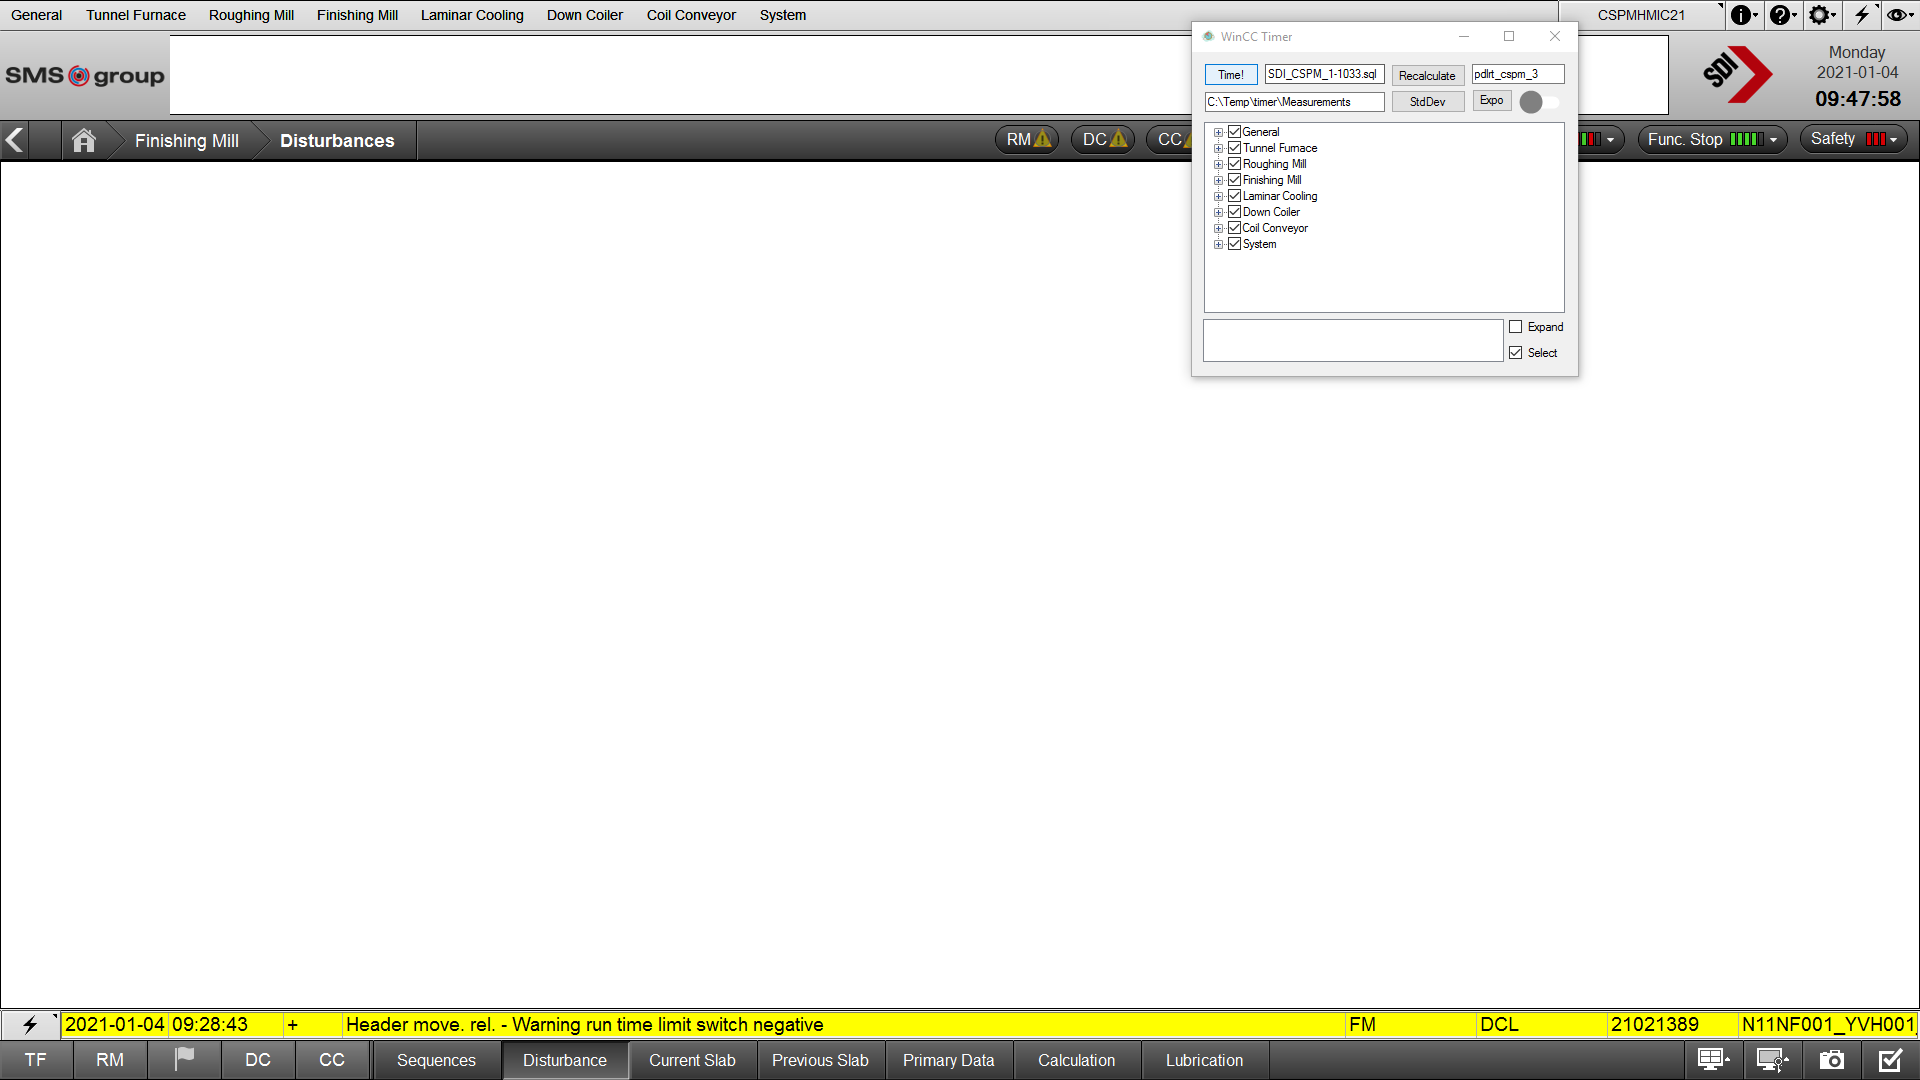 General Tunnel Furnace Roughing Mill Finishing Mill Laminar Cooling Down Coiler Coil Conveyor System CSPMHMIC21
SMS group
WinCC Timer
Time! SDI_CSPM_1-1033.sql Recalculate pdlrt_cspm_3
C:\Temp\timer\Measurements StdDev Expo
SDI
Monday
2021-01-04
09:47:58
Finishing Mill Disturbances RM DC CC Func. Stop Safety
General
Tunnel Furnace
Roughing Mill
Finishing Mill
Laminar Cooling
Down Coiler
Coil Conveyor
System
Expand
Select
2021-01-04 09:28:43 + Header move. rel. - Warning run time limit switch negative FM DCL 21021389 N11NF001_YVH001
TF RM DC CC Sequences Disturbance Current Slab Previous Slab Primary Data Calculation Lubrication